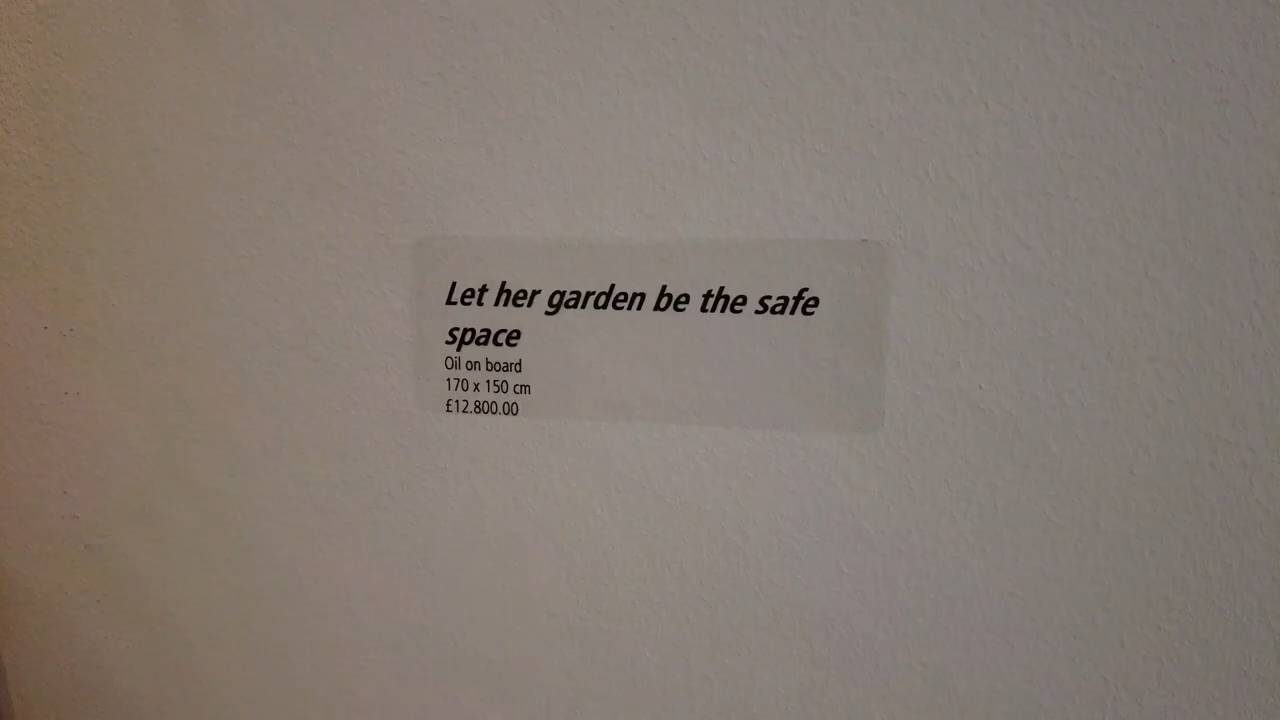 Let her garden be the safe
space
Oil on board
170 x 150 cm
£12.800.00